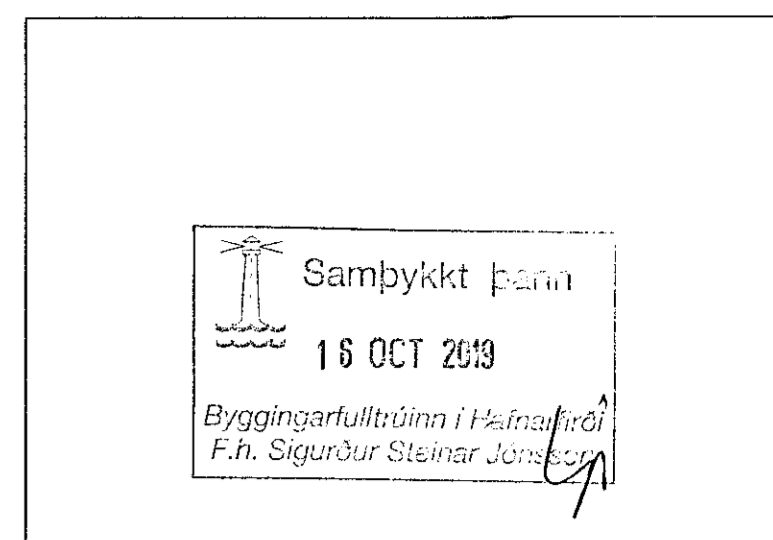 Samþykkt þann
16 OCT 2019
Byggingarfulltrúinn í Hafnarfirði
F.h. Sigurður Steinar Jónsson